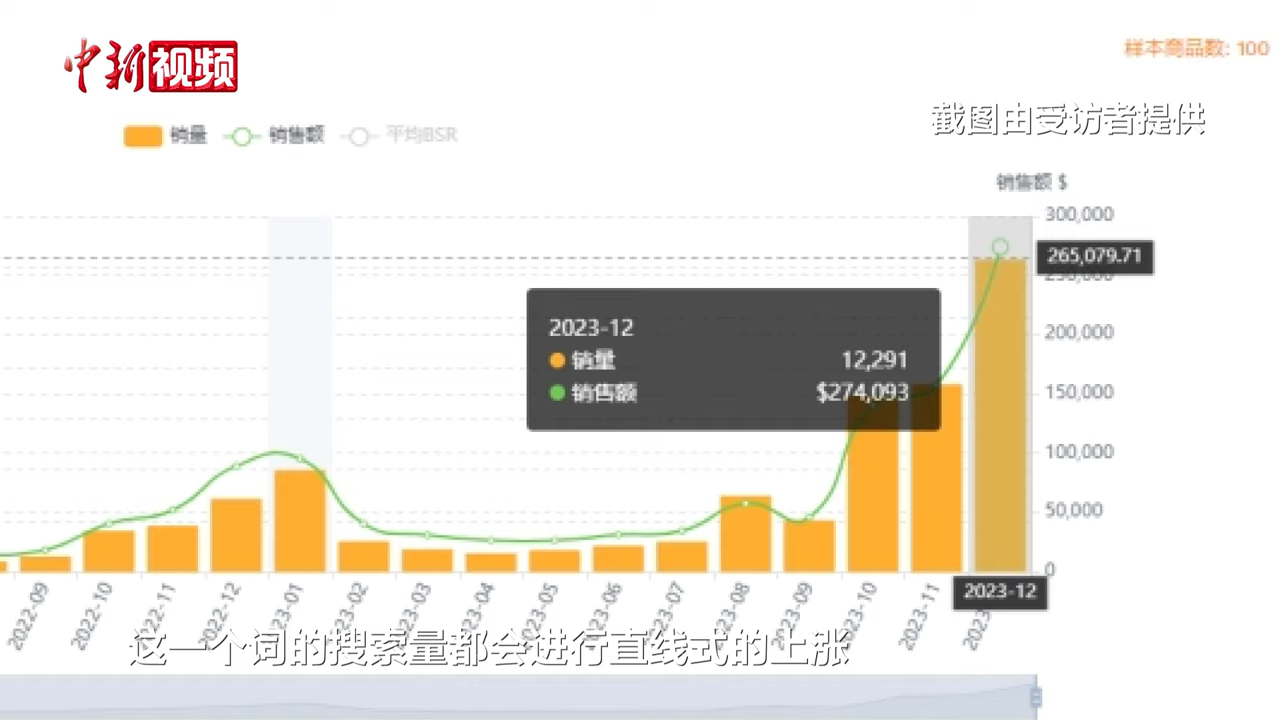 中新视频
样本商品数: 100
截图由受访者提供
销量 销售额 平均BSR
销售额 $
300,000
265,079.71
250,000
200,000
150,000
100,000
50,000
0
2023-12
销量 12,291
销售额 $274,093
2022-09 2022-10 2022-11 2022-12 2023-01 2023-02 2023-03 2023-04 2023-05 2023-06 2023-07 2023-08 2023-09 2023-10 2023-11 2023-12
这一个词的搜索量都会进行直线式的上涨